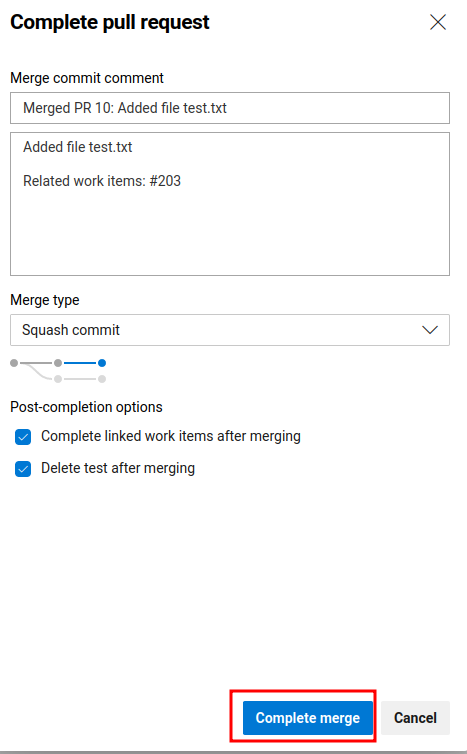 Complete pull request
Merge commit comment
Merged PR 10: Added file test.txt
Added file test.txt
Related work items: #203
Merge type
Squash commit
Post-completion options
Complete linked work items after merging
Delete test after merging
Complete merge
Cancel